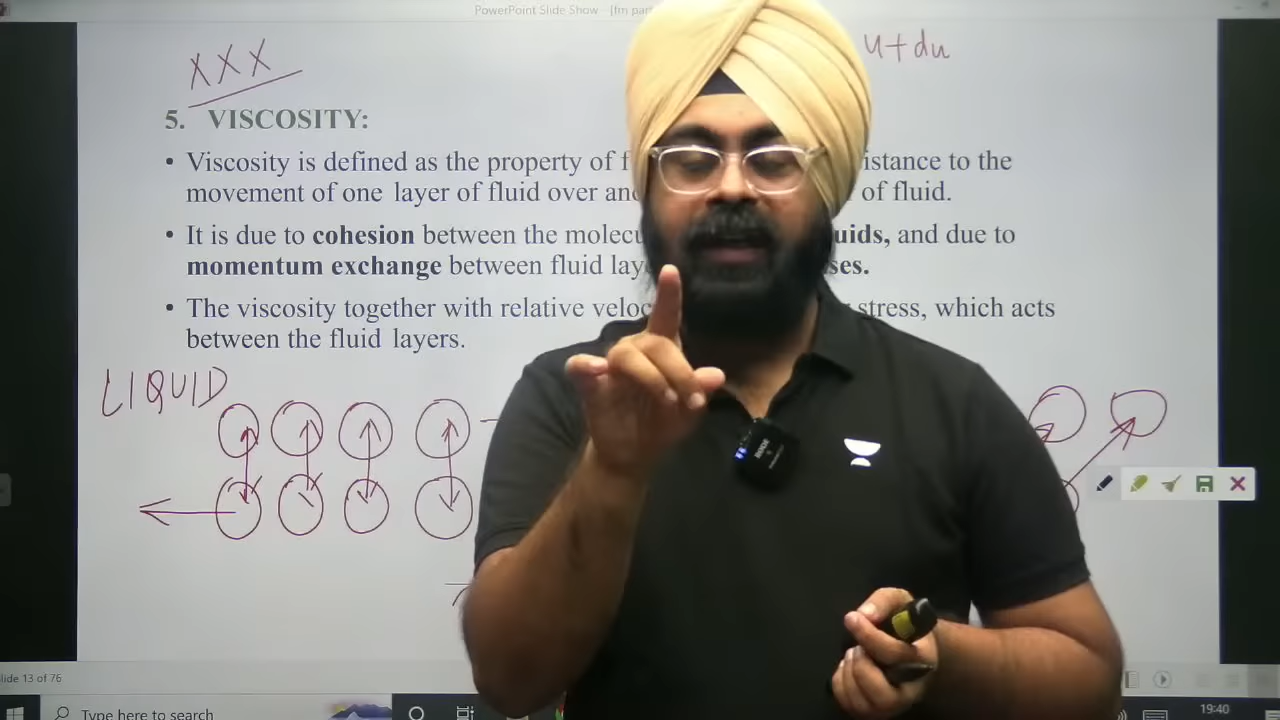 PowerPoint Slide Show - [fm par
XXX
u+du
5. VISCOSITY:
• Viscosity is defined as the property of f istance to the
movement of one layer of fluid over and of fluid.
• It is due to cohesion between the molecu uids, and due to
momentum exchange between fluid lay ses.
• The viscosity together with relative veloc stress, which acts
between the fluid layers.
LIQUID
lide 13 of 76
Type here to search
19:40